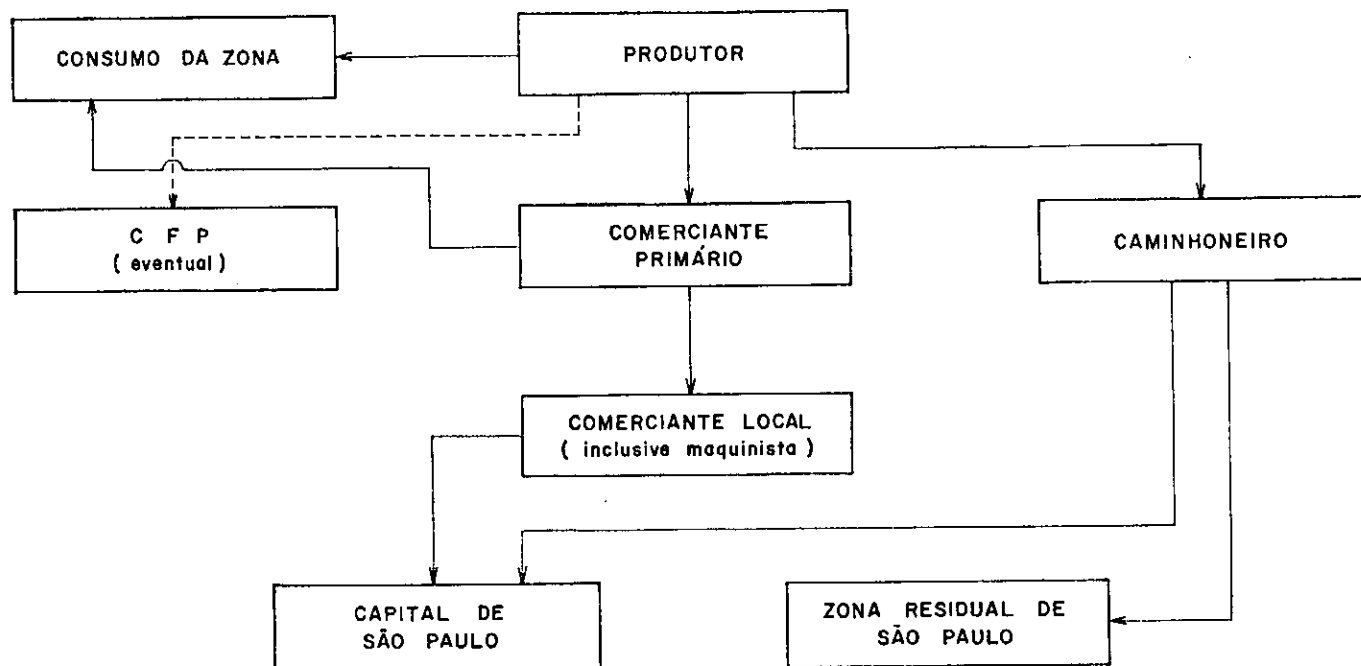 CONSUMO DA ZONA
PRODUTOR
C F P
( eventual )
COMERCIANTE
PRIMÁRIO
CAMINHONEIRO
COMERCIANTE LOCAL
( inclusive maquinista )
CAPITAL DE
SÃO PAULO
ZONA RESIDUAL DE
SÃO PAULO